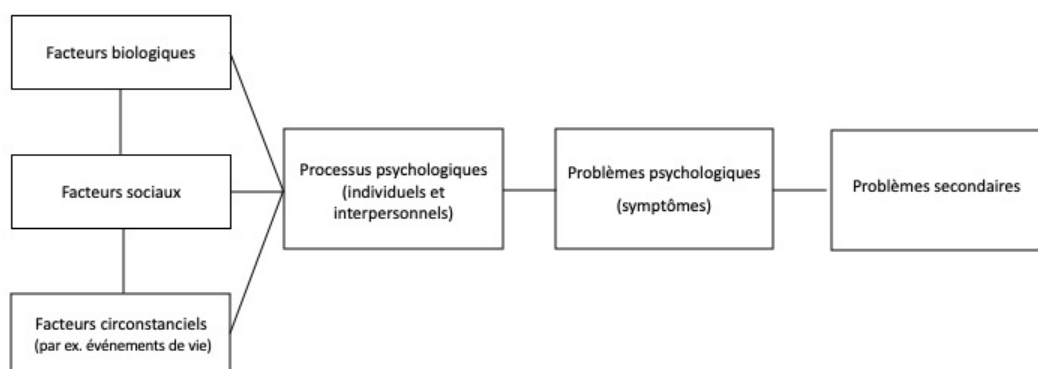 Facteurs biologiques
Facteurs sociaux
Facteurs circonstanciels
(par ex. événements de vie)
Processus psychologiques
(individuels et
interpersonnels)
Problèmes psychologiques
(symptômes)
Problèmes secondaires